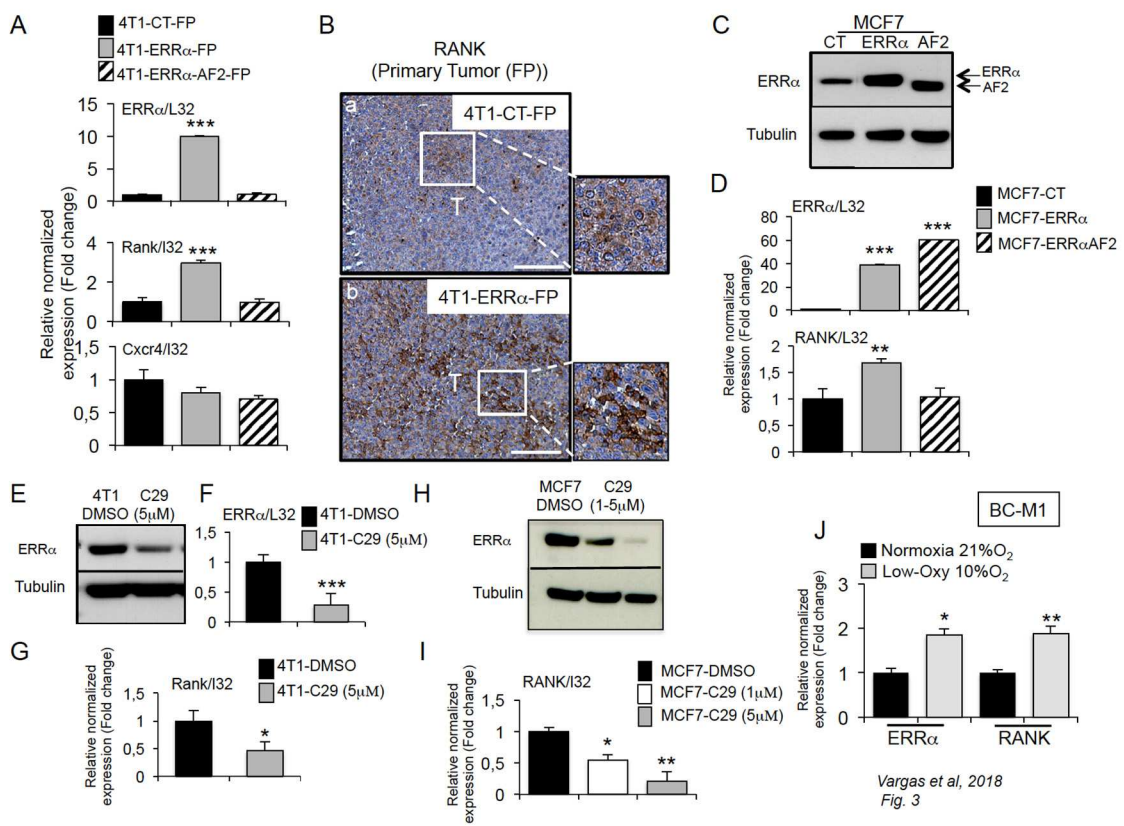 A
4T1-CT-FP
4T1-ERRα-FP
4T1-ERRα-AF2-FP
Relative normalized
expression (Fold change)
ERRα/L32
15
10
5
0
***
Rank/l32
4
2
0
***
Cxcr4/l32
1,5
1
0,5
0
B
RANK
(Primary Tumor (FP))
a
4T1-CT-FP
T
b
4T1-ERRα-FP
T
C
MCF7
CT ERRα AF2
ERRα
ERRα
AF2
Tubulin
D
MCF7-CT
MCF7-ERRα
MCF7-ERRαAF2
Relative normalized
expression (Fold change)
ERRα/L32
80
60
40
20
0
***
***
RANK/L32
2
1,5
1
0,5
0
**
E
4T1 C29
DMSO (5µM)
ERRα
Tubulin
F
ERRα/L32
4T1-DMSO
4T1-C29 (5µM)
1,5
1
0,5
0
***
G
Relative normalized
expression (Fold change)
Rank/l32
4T1-DMSO
4T1-C29 (5µM)
1,5
1
0,5
0
*
H
MCF7 C29
DMSO (1-5µM)
ERRα
Tubulin
I
Relative normalized
expression (Fold change)
RANK/l32
MCF7-DMSO
MCF7-C29 (1µM)
MCF7-C29 (5µM)
1,5
1
0,5
0
*
**
BC-M1
J
Normoxia 21%O₂
Low-Oxy 10%O₂
Relative normalized
expression (Fold change)
3
2
1
0
*
**
ERRα
RANK
Vargas et al, 2018
Fig. 3